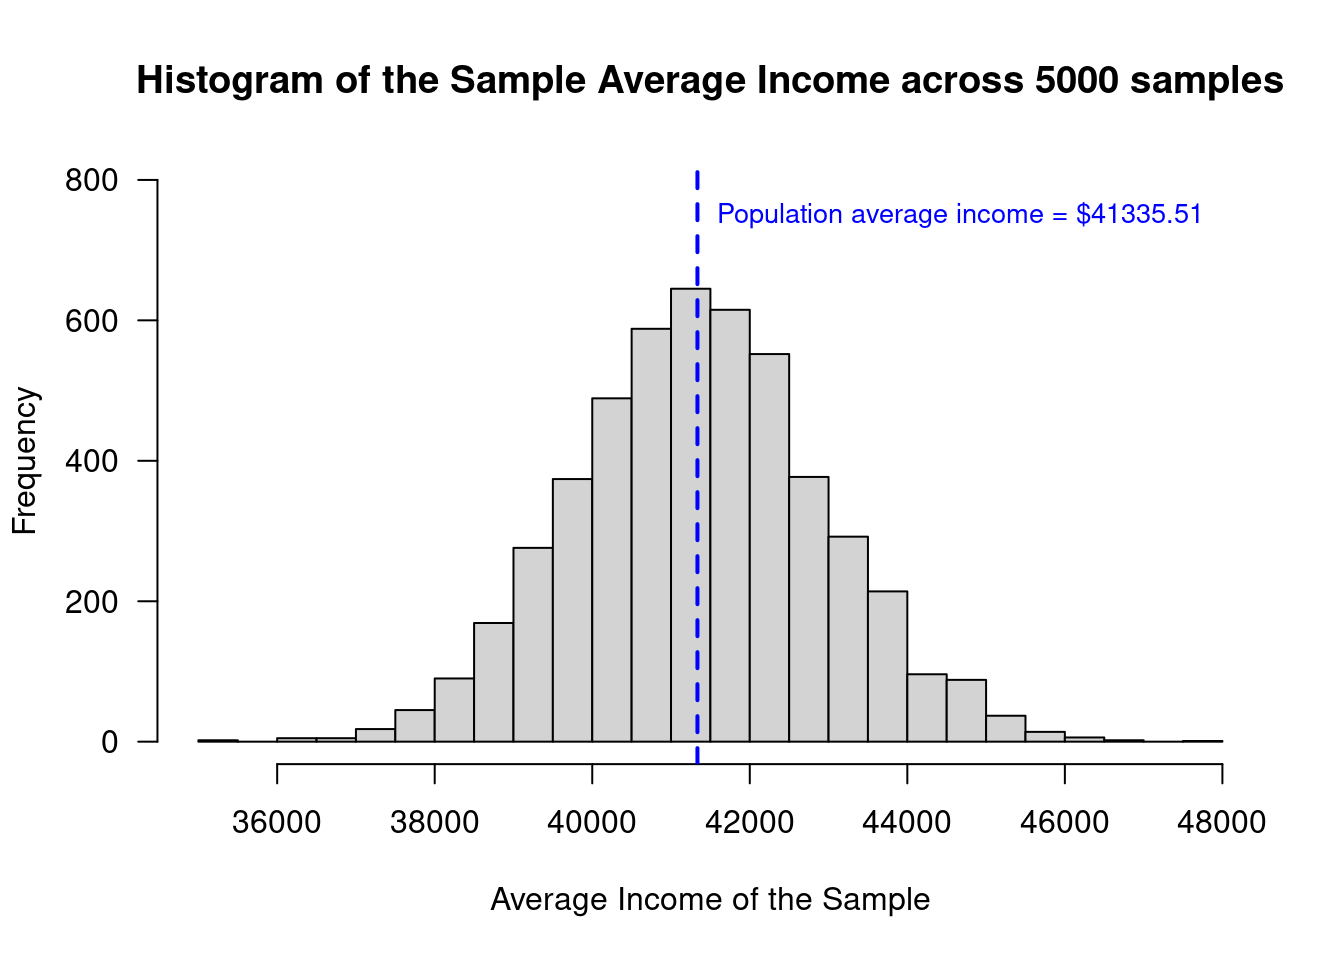 Histogram of the Sample Average Income across 5000 samples
800
Population average income = $41335.51
600
Frequency
400
200
0
36000 38000 40000 42000 44000 46000 48000
Average Income of the Sample